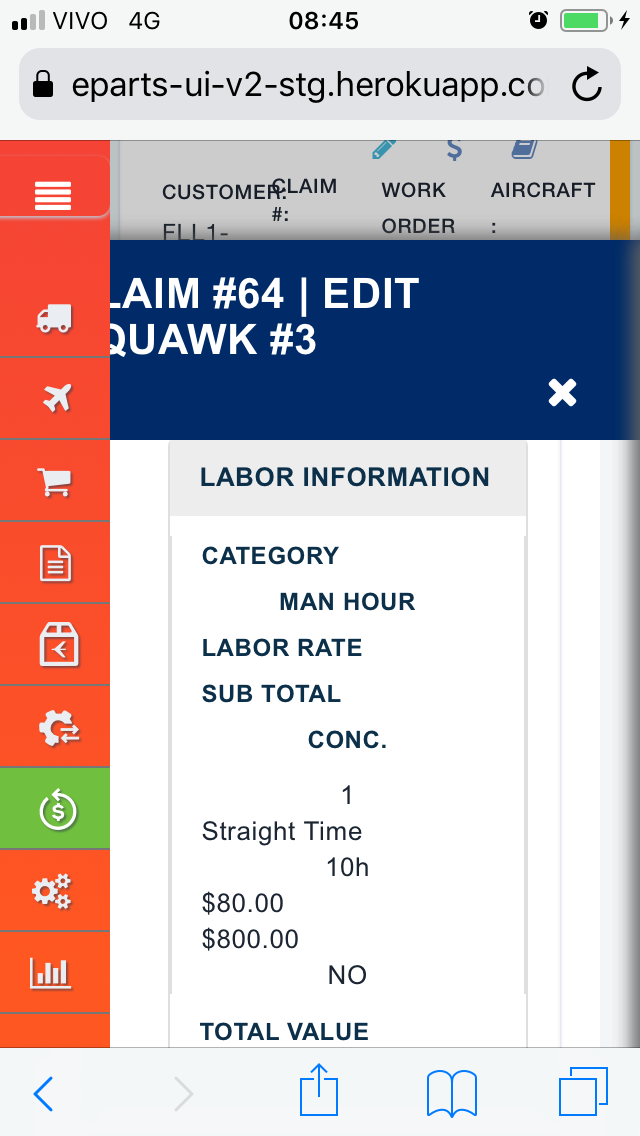 VIVO 4G 08:45
eparts-ui-v2-stg.herokuapp.co
CUSTOMER: CLAIM #: WORK ORDER AIRCRAFT :
FLL1-
LAIM #64 | EDIT
QUAWK #3
LABOR INFORMATION
CATEGORY
MAN HOUR
LABOR RATE
SUB TOTAL
CONC.
1
Straight Time
10h
$80.00
$800.00
NO
TOTAL VALUE